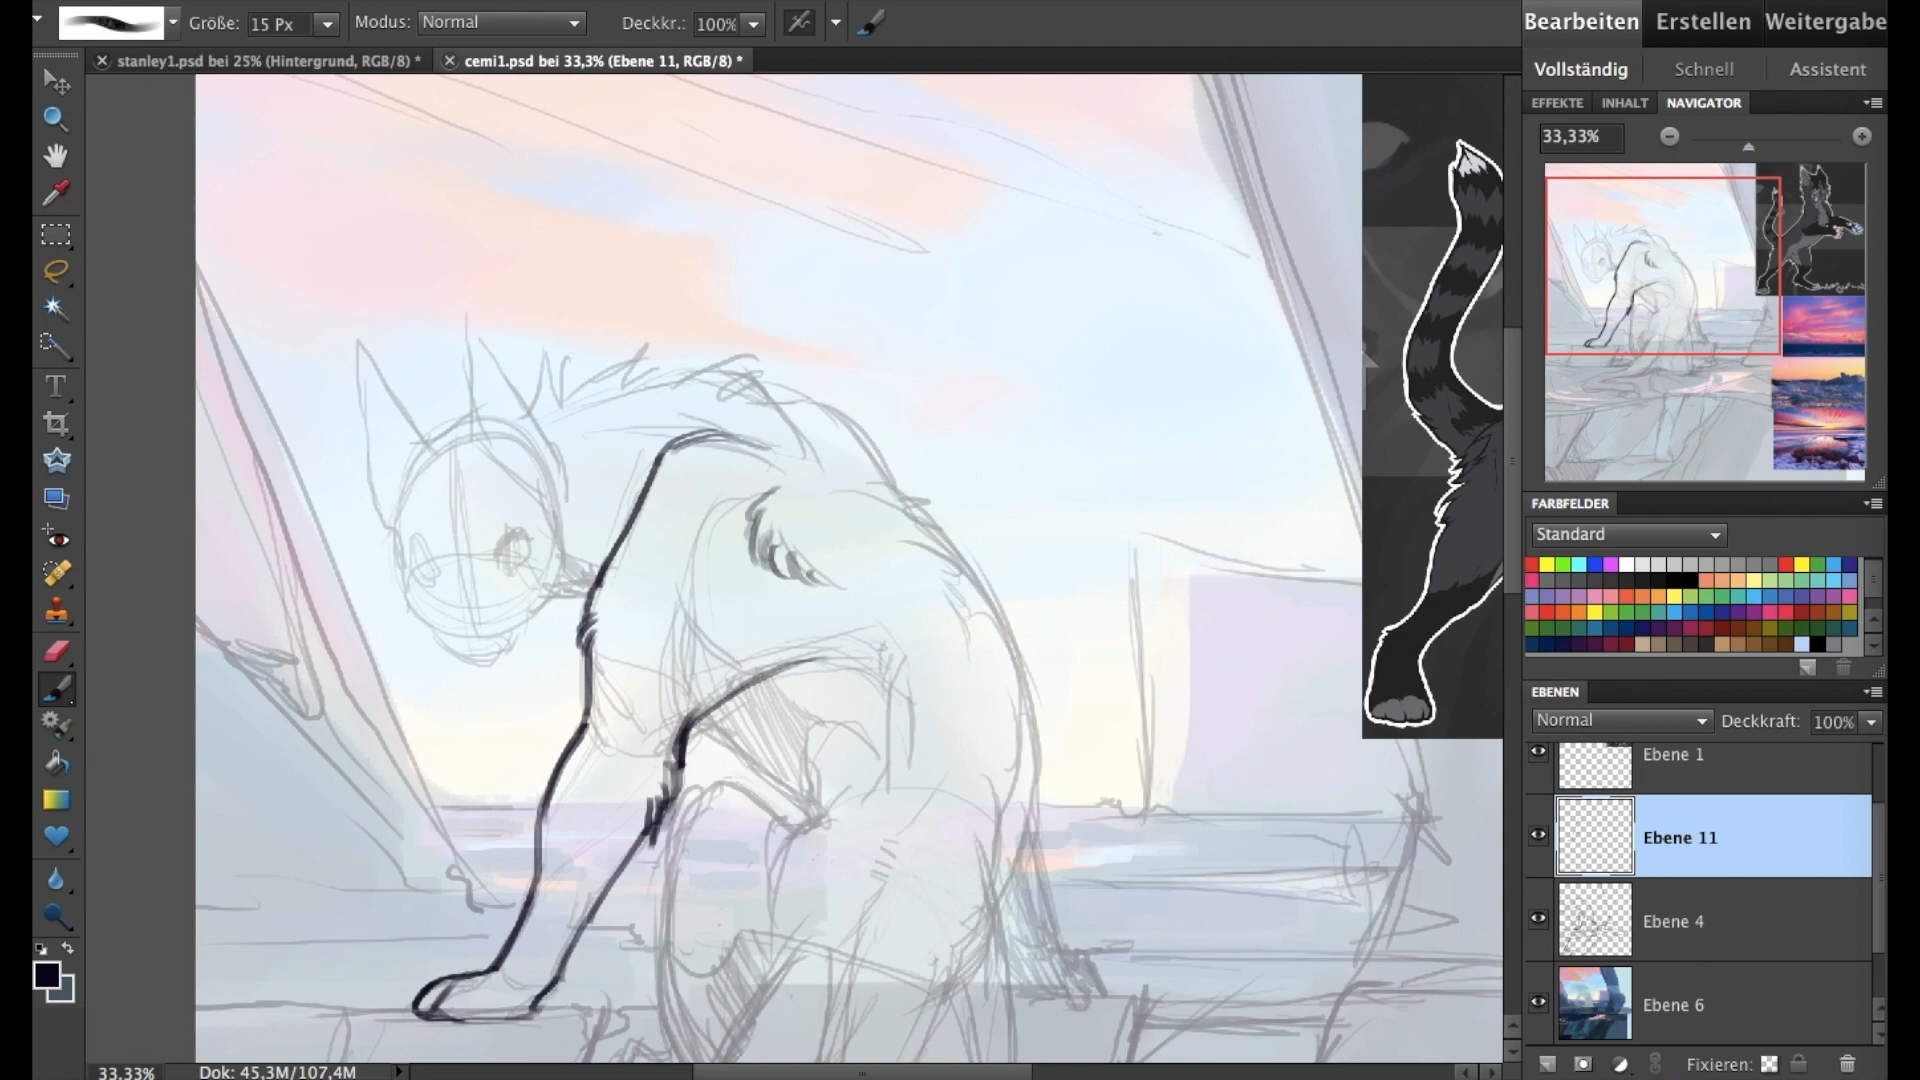 Größe: 15 Px Modus: Normal Deckkr.: 100%
Bearbeiten Erstellen Weitergabe
stanley1.psd bei 25% (Hintergrund, RGB/8) * cemi1.psd bei 33,3% (Ebene 11, RGB/8) *
Vollständig Schnell Assistent
EFFEKTE INHALT NAVIGATOR
33,33%
FARBFELDER
Standard
EBENEN
Normal Deckkraft: 100%
Ebene 1
Ebene 11
Ebene 4
Ebene 6
Fixieren:
33,33% Dok: 45,3M/107,4M